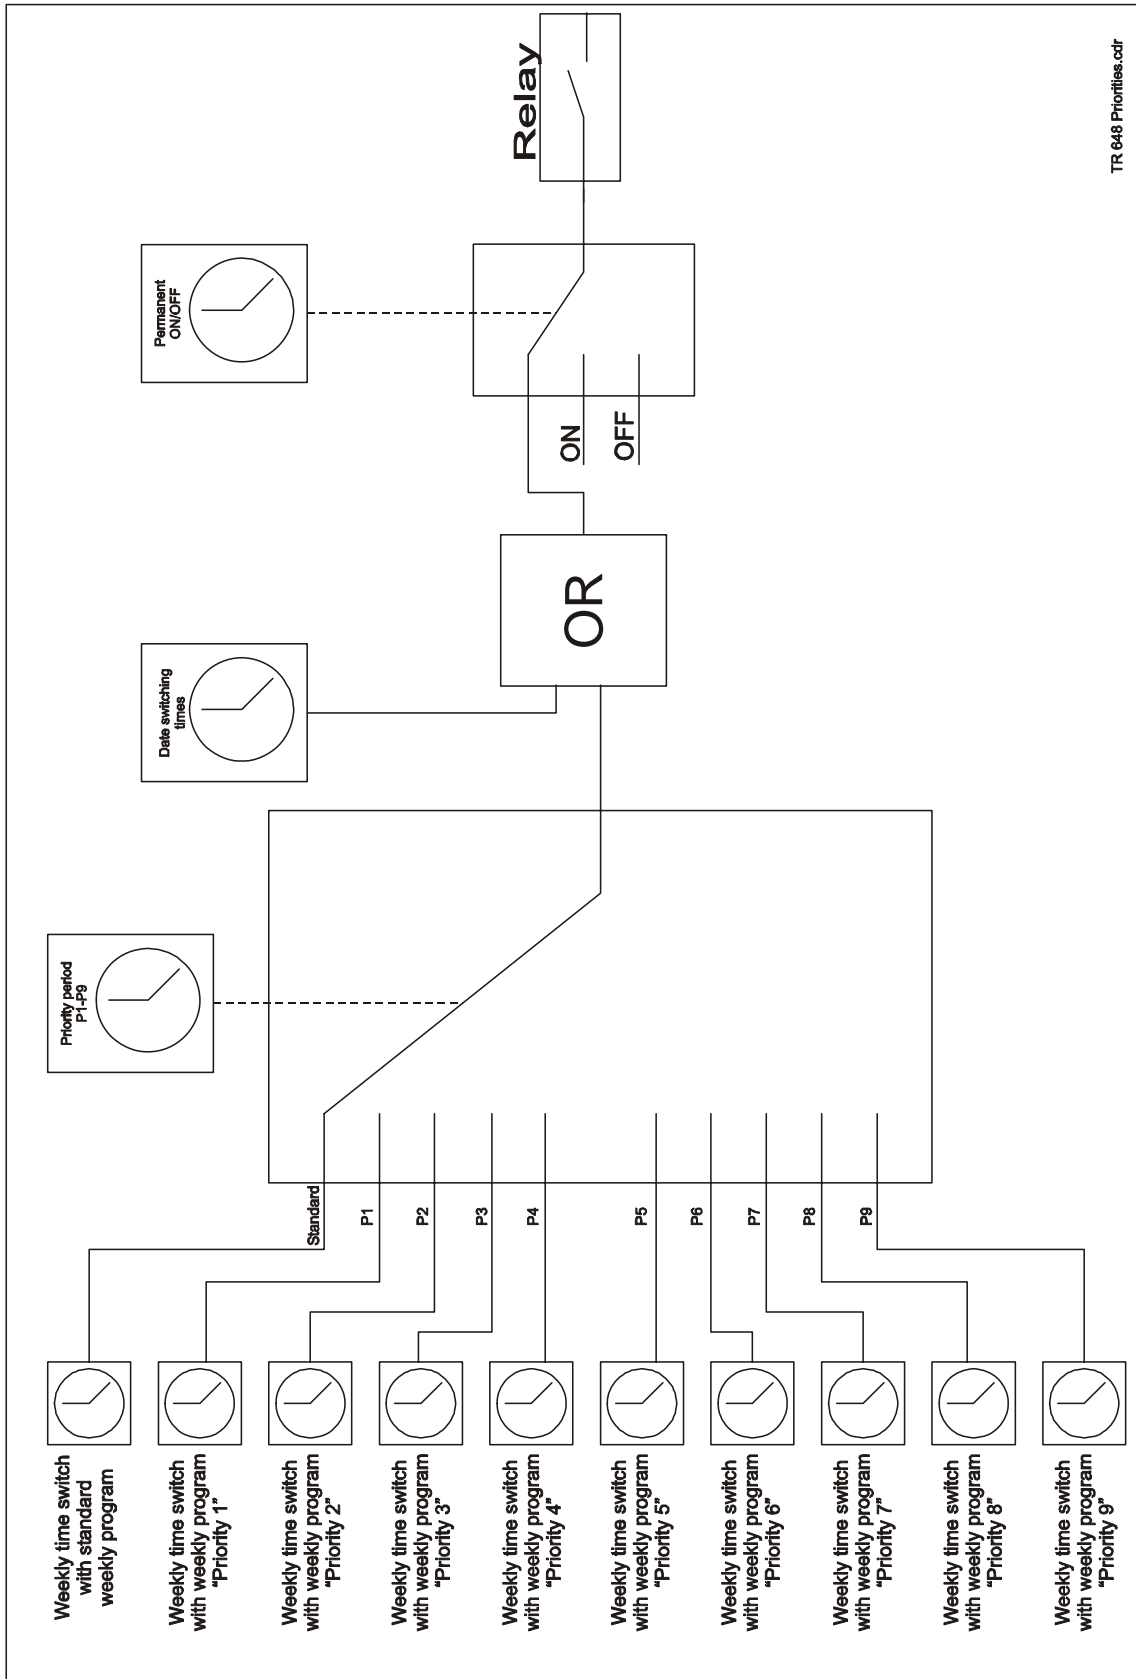 Weekly time switch
with standard
weekly program
Weekly time switch
with weekly program
“Priority 1”
Weekly time switch
with weekly program
“Priority 2”
Weekly time switch
with weekly program
“Priority 3”
Weekly time switch
with weekly program
“Priority 4”
Weekly time switch
with weekly program
“Priority 5”
Weekly time switch
with weekly program
“Priority 6”
Weekly time switch
with weekly program
“Priority 7”
Weekly time switch
with weekly program
“Priority 8”
Weekly time switch
with weekly program
“Priority 9”
Standard
P1
P2
P3
P4
P5
P6
P7
P8
P9
Priority period
P1-P9
Date switching
times
OR
Permanent
ON/OFF
ON
OFF
Relay
TR 648 Priorities.cdr